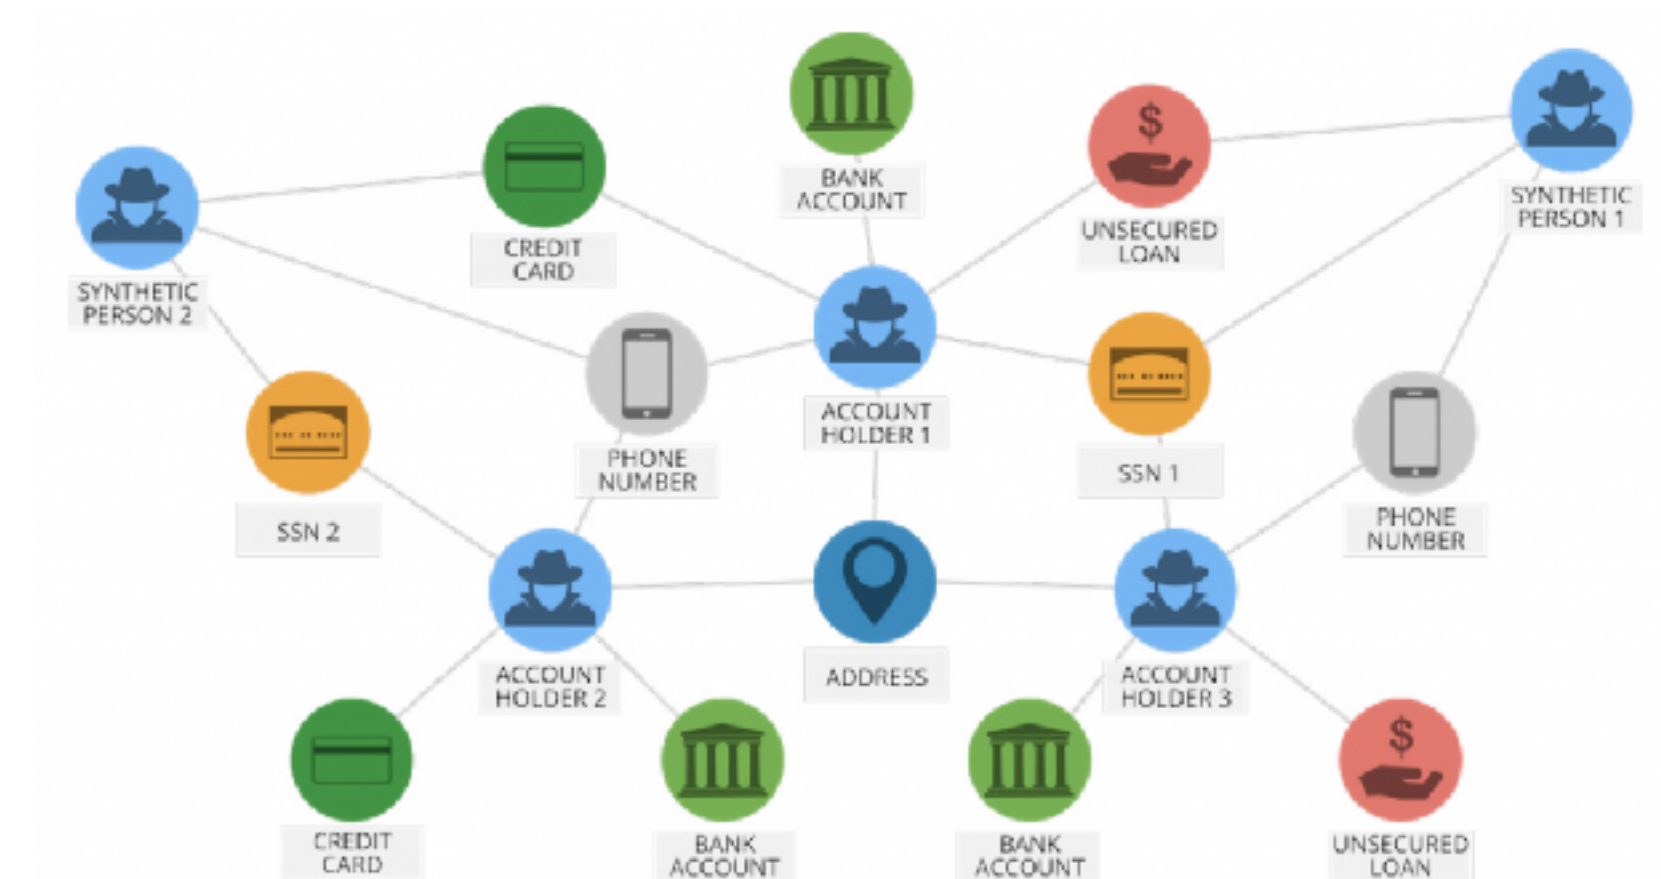 BANK
ACCOUNT
SYNTHETIC
PERSON 1
UNSECURED
LOAN
CREDIT
CARD
SYNTHETIC
PERSON 2
ACCOUNT
HOLDER 1
PHONE
NUMBER
SSN 1
SSN 2
PHONE
NUMBER
ACCOUNT
HOLDER 2
ADDRESS
ACCOUNT
HOLDER 3
CREDIT
CARD
BANK
ACCOUNT
BANK
ACCOUNT
UNSECURED
LOAN
$
$